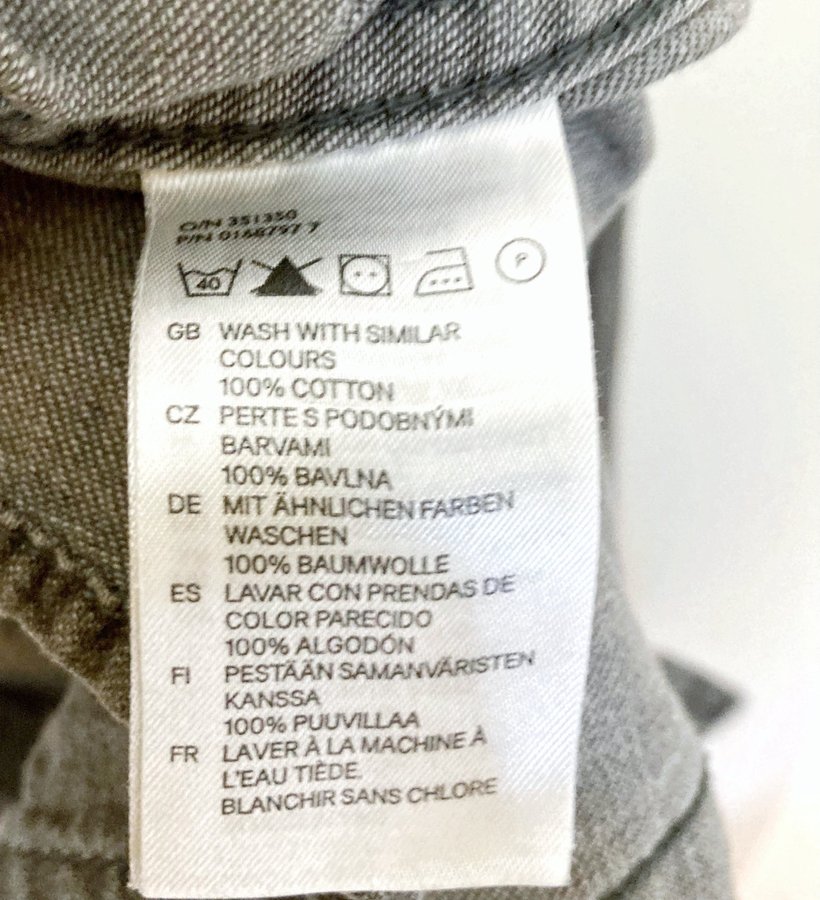 O/N 351350
P/N 0168797 7
40
P
GB WASH WITH SIMILAR
COLOURS
100% COTTON
CZ PERTE S PODOBNÝMI
BARVAMI
100% BAVLNA
DE MIT ÄHNLICHEN FARBEN
WASCHEN
100% BAUMWOLLE
ES LAVAR CON PRENDAS DE
COLOR PARECIDO
100% ALGODÓN
FI PESTÄÄN SAMANVÄRISTEN
KANSSA
100% PUUVILLAA
FR LAVER À LA MACHINE À
L'EAU TIÈDE.
BLANCHIR SANS CHLORE